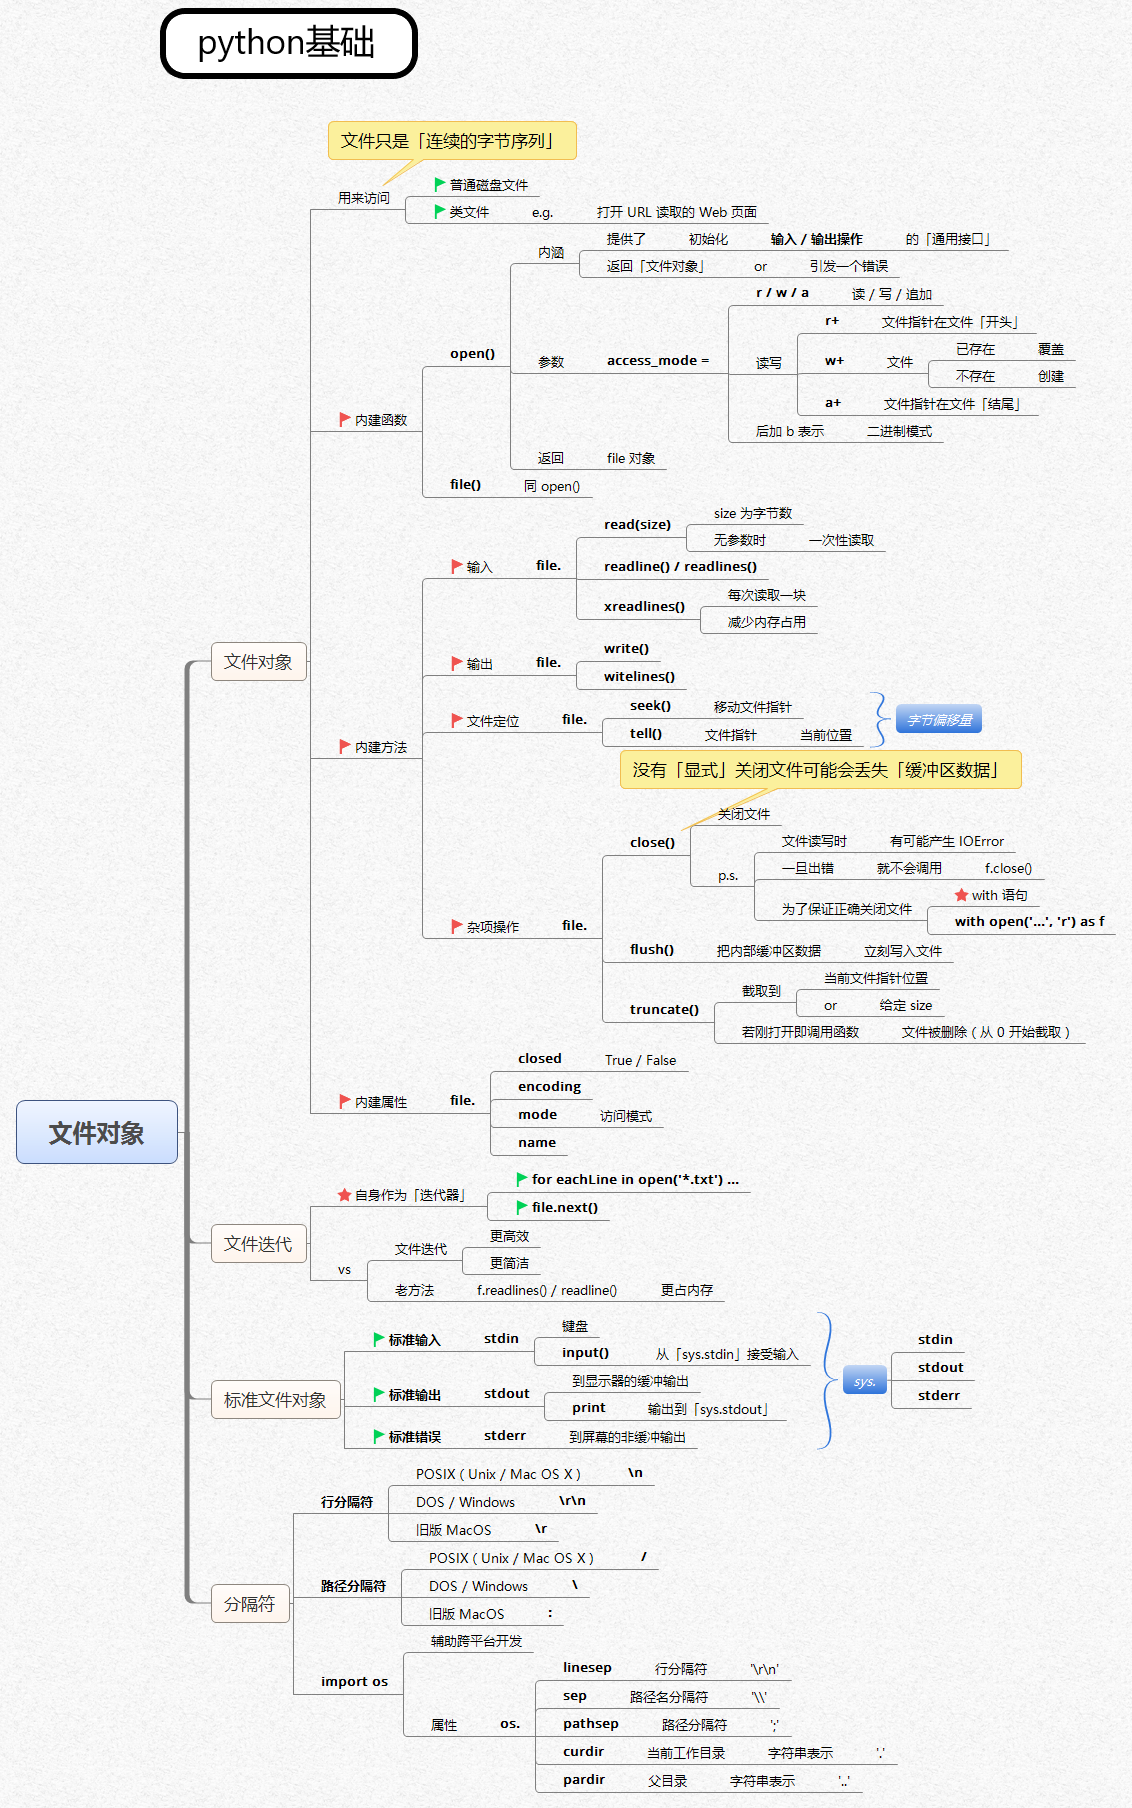 python基础
文件只是「连续的字节序列」
用来访问
普通磁盘文件
类文件 e.g. 打开 URL 读取的 Web 页面
内涵
提供了 初始化 输入 / 输出操作 的「通用接口」
返回「文件对象」 or 引发一个错误
r / w / a 读 / 写 / 追加
r+ 文件指针在文件「开头」
open()
参数 access_mode =
读写
w+ 文件
已存在 覆盖
不存在 创建
a+ 文件指针在文件「结尾」
内建函数
后加 b 表示 二进制模式
返回 file 对象
file() 同 open()
read(size)
size 为字节数
无参数时 一次性读取
输入 file.
readline() / readlines()
xreadlines()
每次读取一块
减少内存占用
文件对象
输出 file.
write()
witelines()
文件定位 file.
seek() 移动文件指针
tell() 文件指针 当前位置
字节偏移量
内建方法
没有「显式」关闭文件可能会丢失「缓冲区数据」
关闭文件
close()
p.s.
文件读写时 有可能产生 IOError
一旦出错 就不会调用 f.close()
为了保证正确关闭文件
with 语句
with open('...', 'r') as f
杂项操作 file.
flush() 把内部缓冲区数据 立刻写入文件
truncate()
截取到
当前文件指针位置
or 给定 size
若刚打开即调用函数 文件被删除 ( 从 0 开始截取 )
内建属性 file.
closed True / False
encoding
mode 访问模式
name
文件对象
文件迭代
自身作为「迭代器」
for eachLine in open('*.txt') ...
file.next()
vs
文件迭代
更高效
更简洁
老方法 f.readlines() / readline() 更占内存
标准文件对象
标准输入 stdin
键盘
input() 从「sys.stdin」接受输入
标准输出 stdout
到显示器的缓冲输出
print 输出到「sys.stdout」
标准错误 stderr 到屏幕的非缓冲输出
sys.
stdin
stdout
stderr
分隔符
行分隔符
POSIX ( Unix / Mac OS X ) \n
DOS / Windows \r\n
旧版 MacOS \r
路径分隔符
POSIX ( Unix / Mac OS X ) /
DOS / Windows \
旧版 MacOS :
import os
辅助跨平台开发
属性 os.
linesep 行分隔符 '\r\n'
sep 路径名分隔符 '\\'
pathsep 路径分隔符 ';'
curdir 当前工作目录 字符串表示 '.'
pardir 父目录 字符串表示 '..'